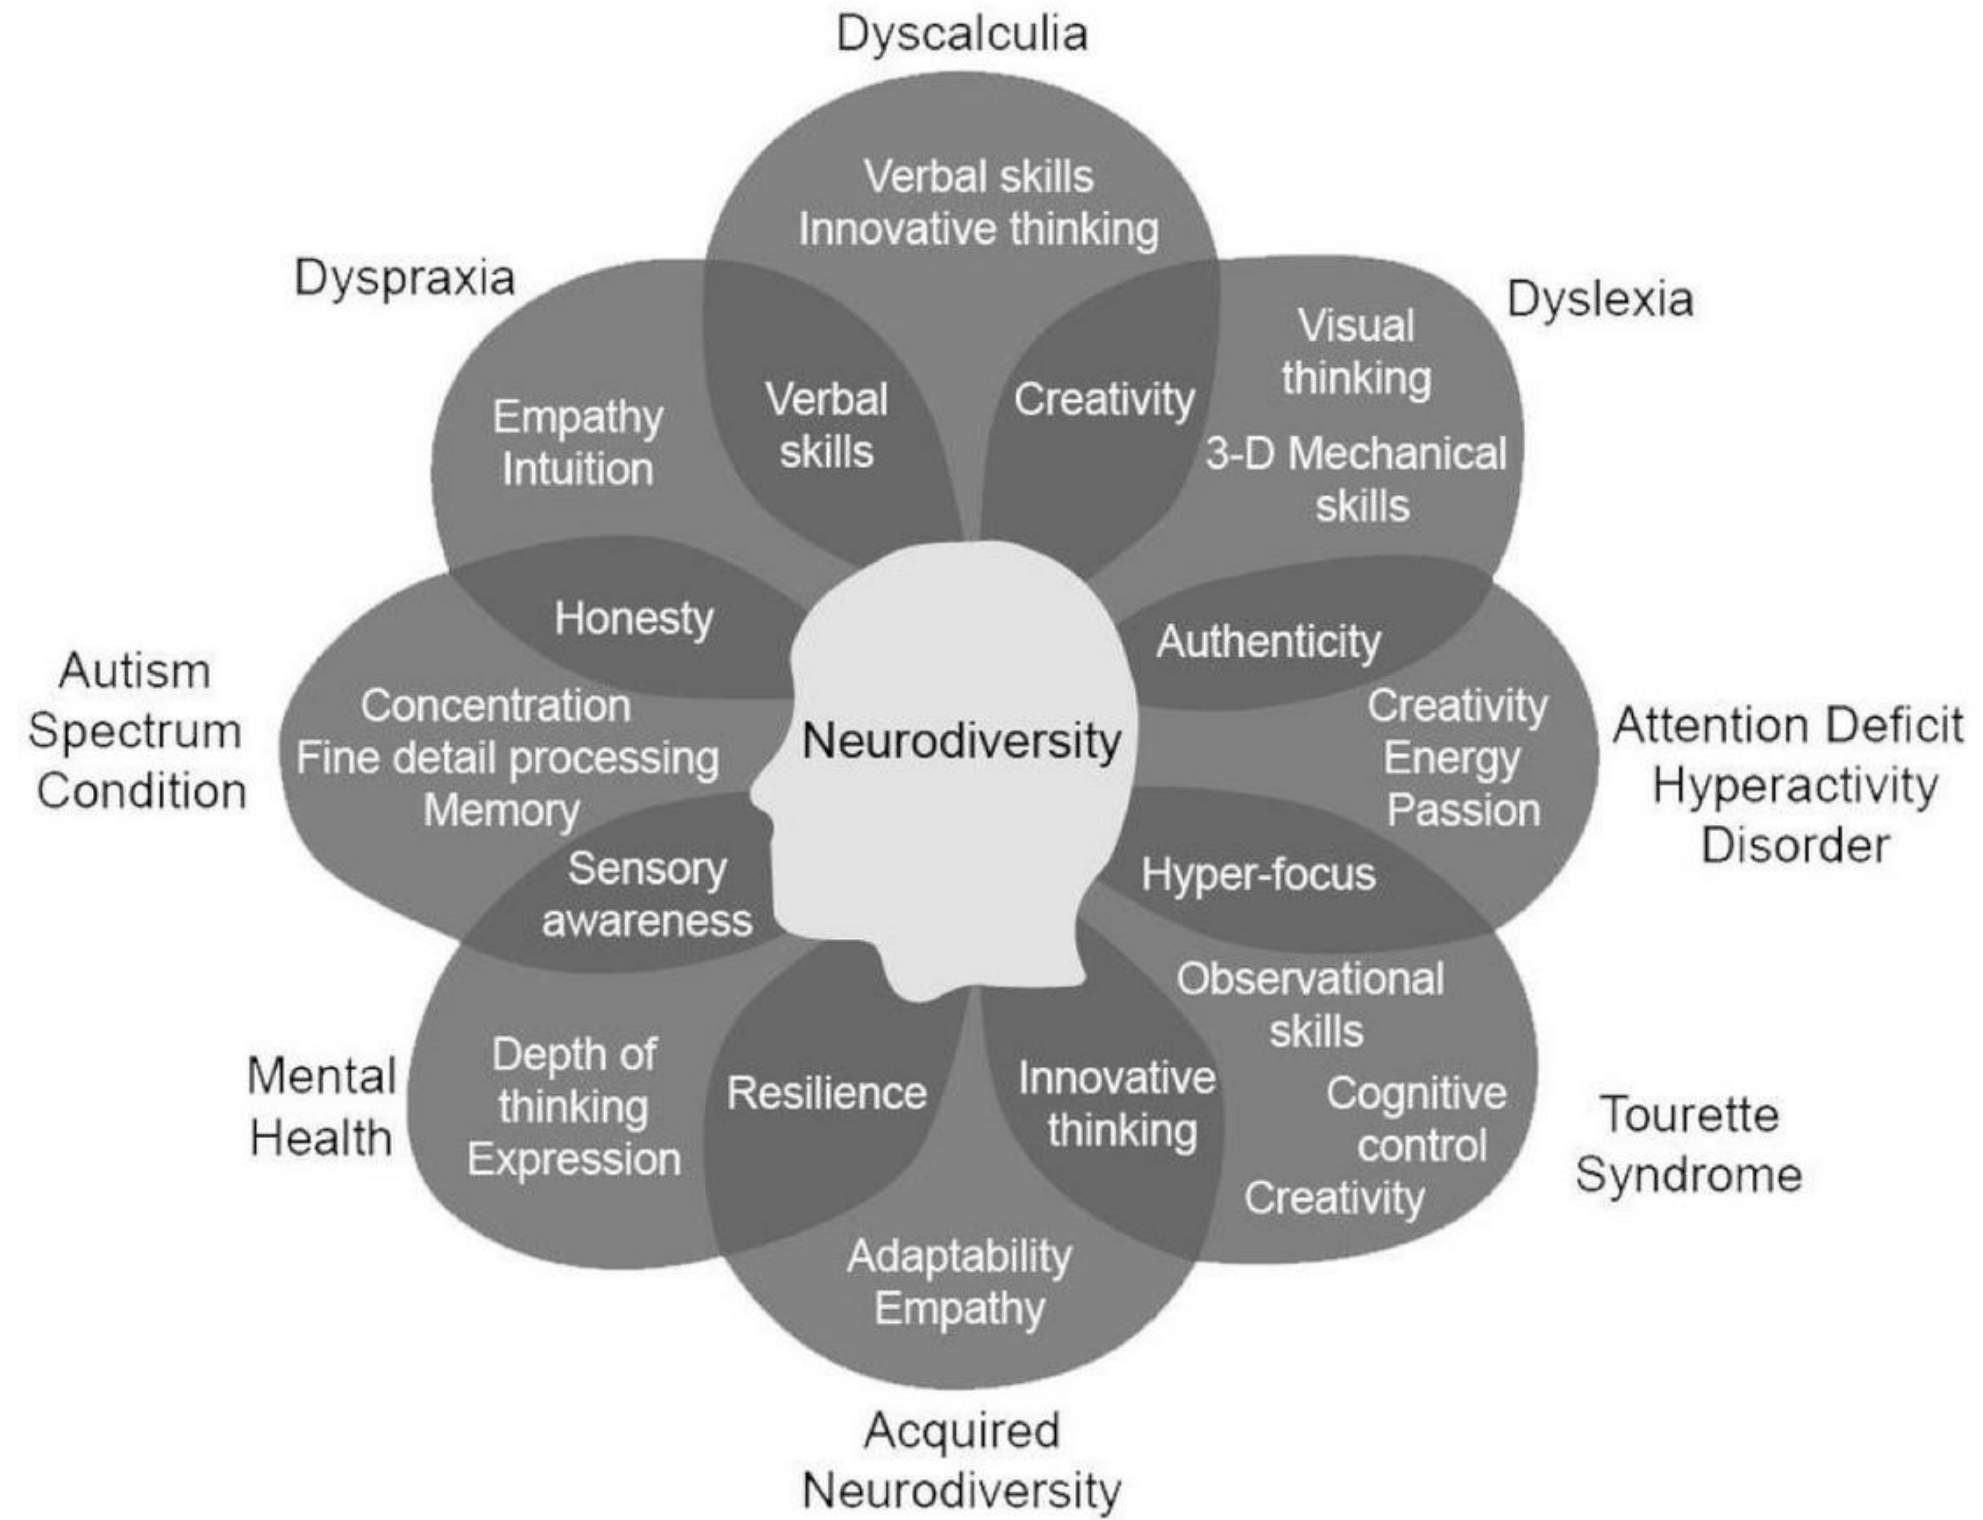 Dyscalculia
Verbal skills
Innovative thinking
Dyspraxia
Dyslexia
Visual
thinking
3-D Mechanical
skills
Empathy
Intuition
Verbal
skills
Creativity
Honesty
Authenticity
Autism
Spectrum
Condition
Concentration
Fine detail processing
Memory
Neurodiversity
Creativity
Energy
Passion
Attention Deficit
Hyperactivity
Disorder
Sensory
awareness
Hyper-focus
Mental
Health
Depth of
thinking
Expression
Resilience
Innovative
thinking
Observational
skills
Cognitive
control
Creativity
Tourette
Syndrome
Adaptability
Empathy
Acquired
Neurodiversity